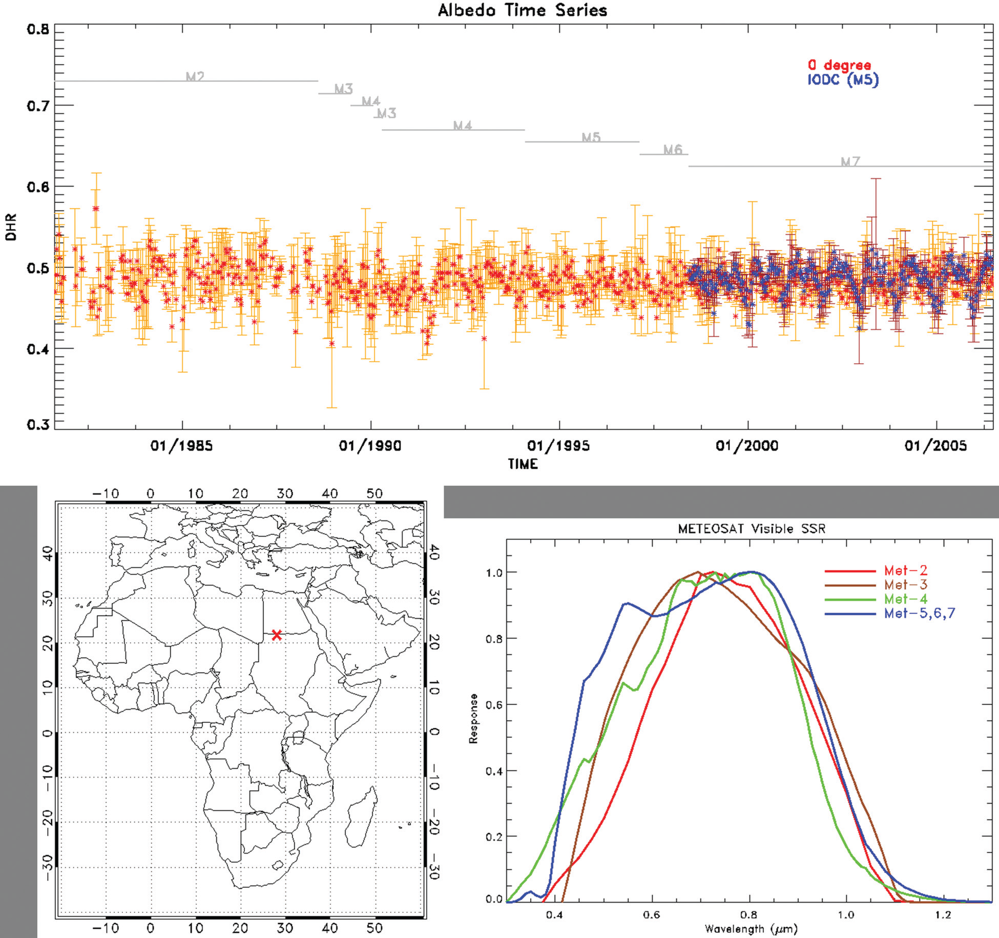 Albedo Time Series
0.8
0 degree
IODC (M5)
M2
M3
0.7
M4
M3
M4
M5
M6
M7
0.6
DHR
0.5
0.4
0.3
01/1985 01/1990 01/1995 01/2000 01/2005
TIME
-10 0 10 20 30 40 50
40 40
30 30
20 20
10 10
0 0
-10 -10
-20 -20
-30 -30
-10 0 10 20 30 40 50
METEOSAT Visible SSR
1.0
Met-2
Met-3
Met-4
Met-5,6,7
0.8
0.6
Response
0.4
0.2
0.0
0.4 0.6 0.8 1.0 1.2
Wavelength (μm)